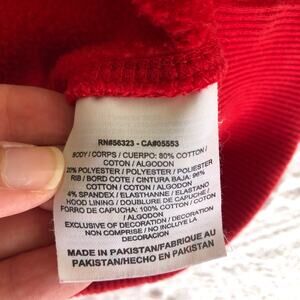 RN#56323 - CA#05553
BODY / CORPS / CUERPO: 80% COTTON /
COTON / ALGODON
20% POLYESTER / POLYESTER / POLIESTER
RIB / BORD COTE / CINTURA BAJA: 96%
COTTON / COTON / ALGODON
4% SPANDEX / ELASTHANNE / ELASTANO
HOOD LINING / DOUBLURE DE CAPUCHE /
FORRO DE CAPUCHA: 100% COTTON / COTON
/ ALGODON
EXCLUSIVE OF DECORATION / DECORATION
NON COMPRISE / NO INCLUYE LA
DECORACION
MADE IN PAKISTAN/FABRIQUE AU
PAKISTAN/HECHO EN PAKISTAN